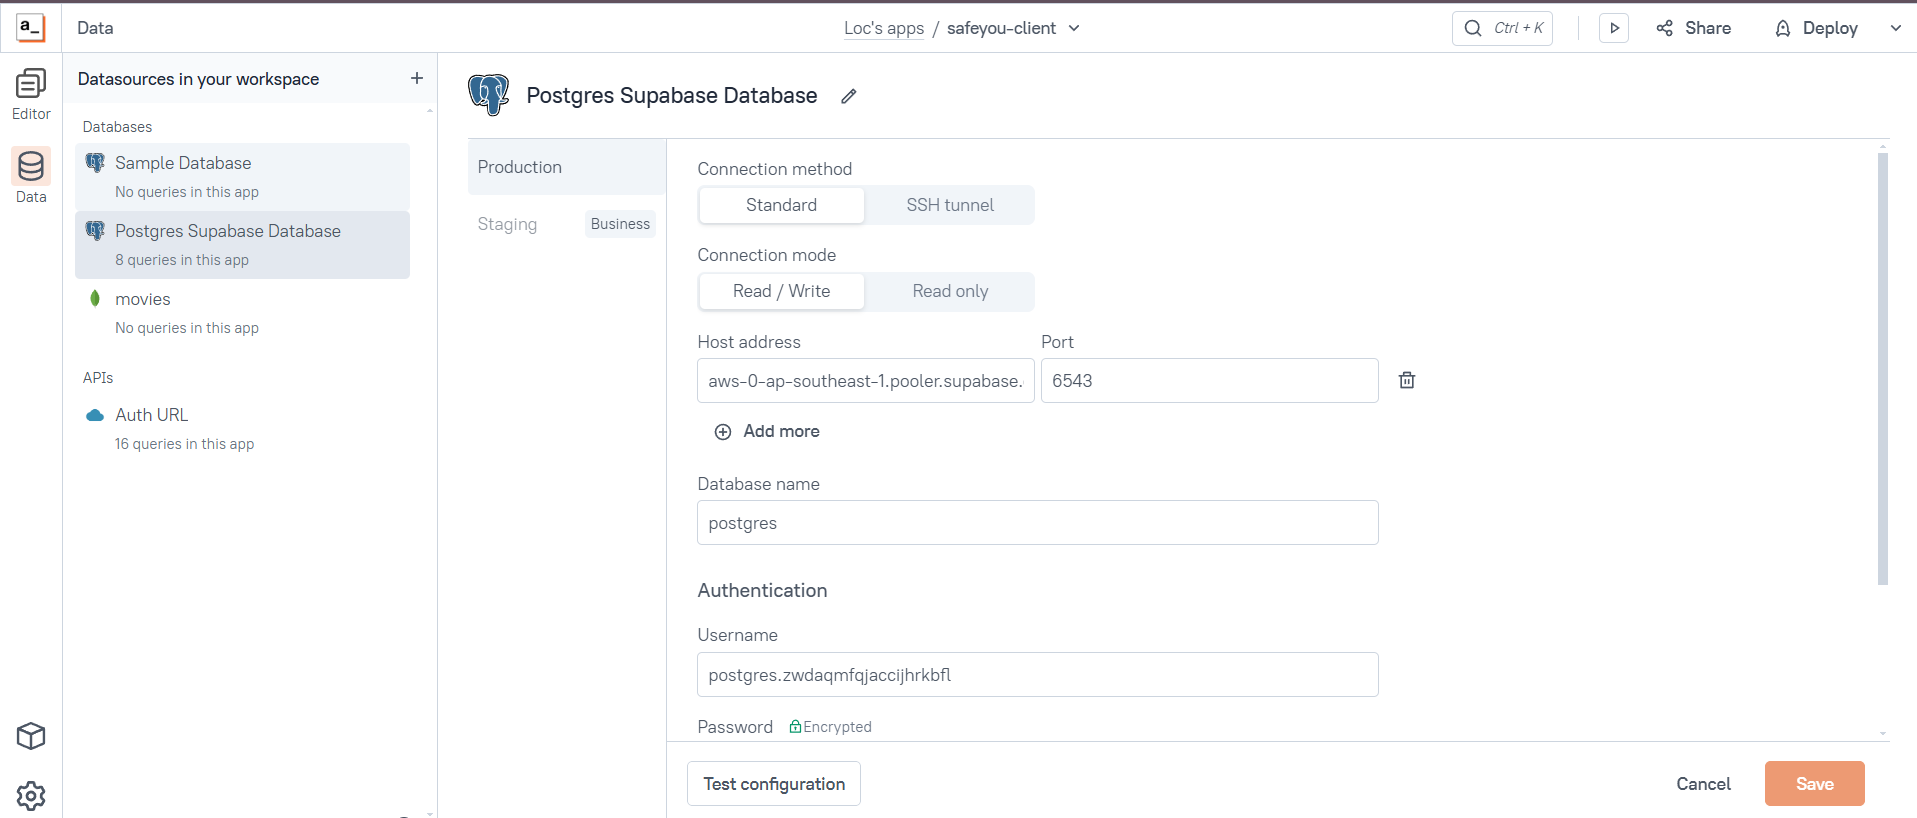 a_
Data
Loc's apps / safeyou-client
Ctrl + K
Share
Deploy
Editor
Data
Datasources in your workspace
Databases
Sample Database
No queries in this app
Postgres Supabase Database
8 queries in this app
movies
No queries in this app
APIs
Auth URL
16 queries in this app
Postgres Supabase Database
Production
Staging
Business
Connection method
Standard
SSH tunnel
Connection mode
Read / Write
Read only
Host address
Port
aws-0-ap-southeast-1.pooler.supabase.
6543
Add more
Database name
postgres
Authentication
Username
postgres.zwdaqmfqjaccijhrkbfl
Password
Encrypted
Test configuration
Cancel
Save